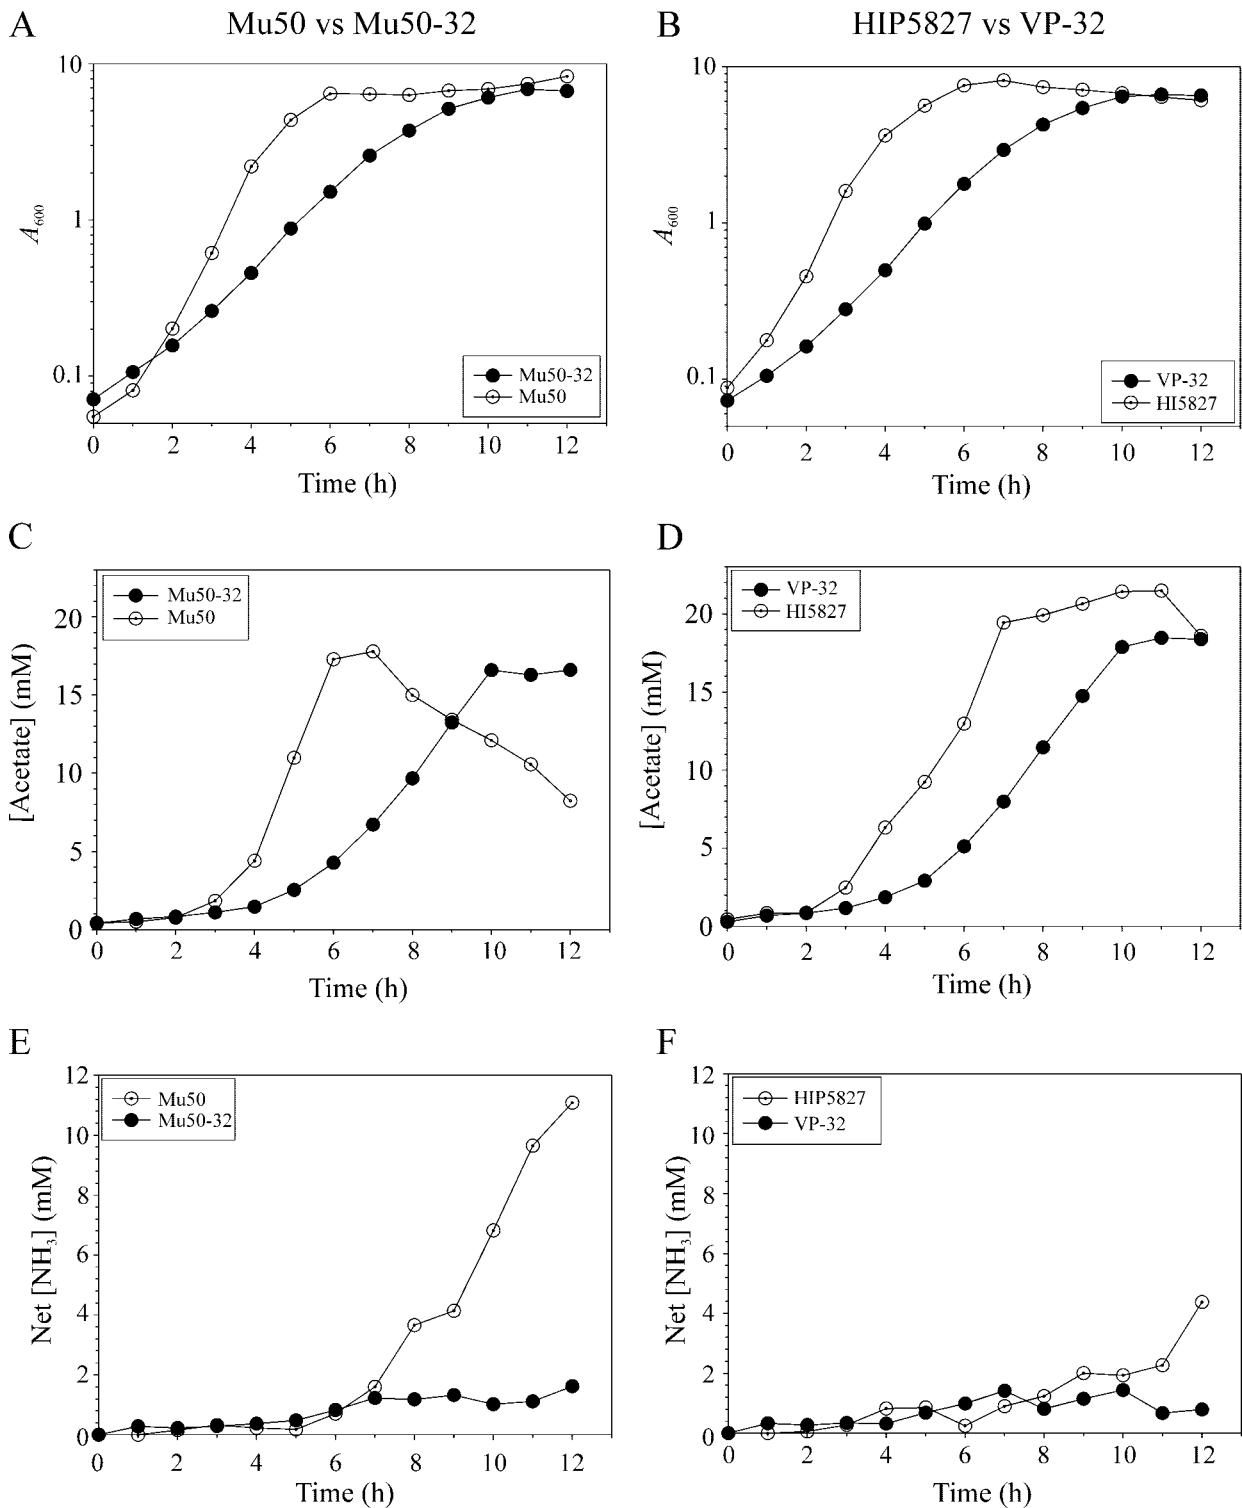 A
Mu50 vs Mu50-32
10
1
0.1
A600
Mu50-32
Mu50
0 2 4 6 8 10 12
Time (h)
B
HIP5827 vs VP-32
10
1
0.1
A600
VP-32
HI5827
0 2 4 6 8 10 12
Time (h)
C
Mu50-32
Mu50
20
15
10
5
0
[Acetate] (mM)
0 2 4 6 8 10 12
Time (h)
D
VP-32
HI5827
20
15
10
5
0
[Acetate] (mM)
0 2 4 6 8 10 12
Time (h)
E
12
10
8
6
4
2
0
Net [NH3] (mM)
Mu50
Mu50-32
0 2 4 6 8 10 12
Time (h)
F
12
10
8
6
4
2
0
Net [NH3] (mM)
HIP5827
VP-32
0 2 4 6 8 10 12
Time (h)